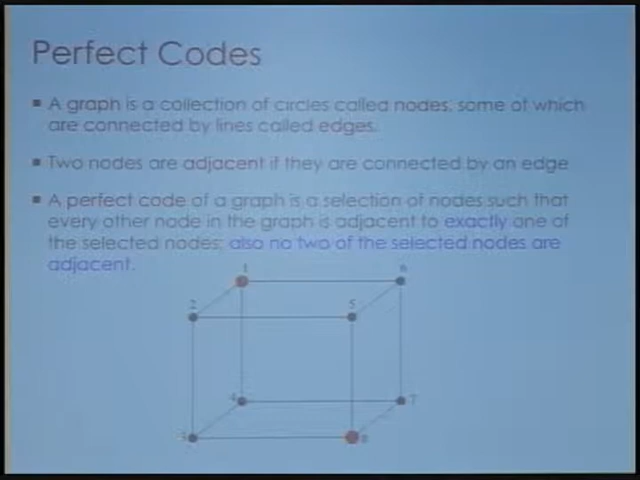 Perfect Codes
▪ A graph is a collection of circles called nodes, some of which
are connected by lines called edges.
▪ Two nodes are adjacent if they are connected by an edge
▪ A perfect code of a graph is a selection of nodes such that
every other node in the graph is adjacent to exactly one of
the selected nodes; also no two of the selected nodes are
adjacent.
1 6
2 5
4 7
3 8